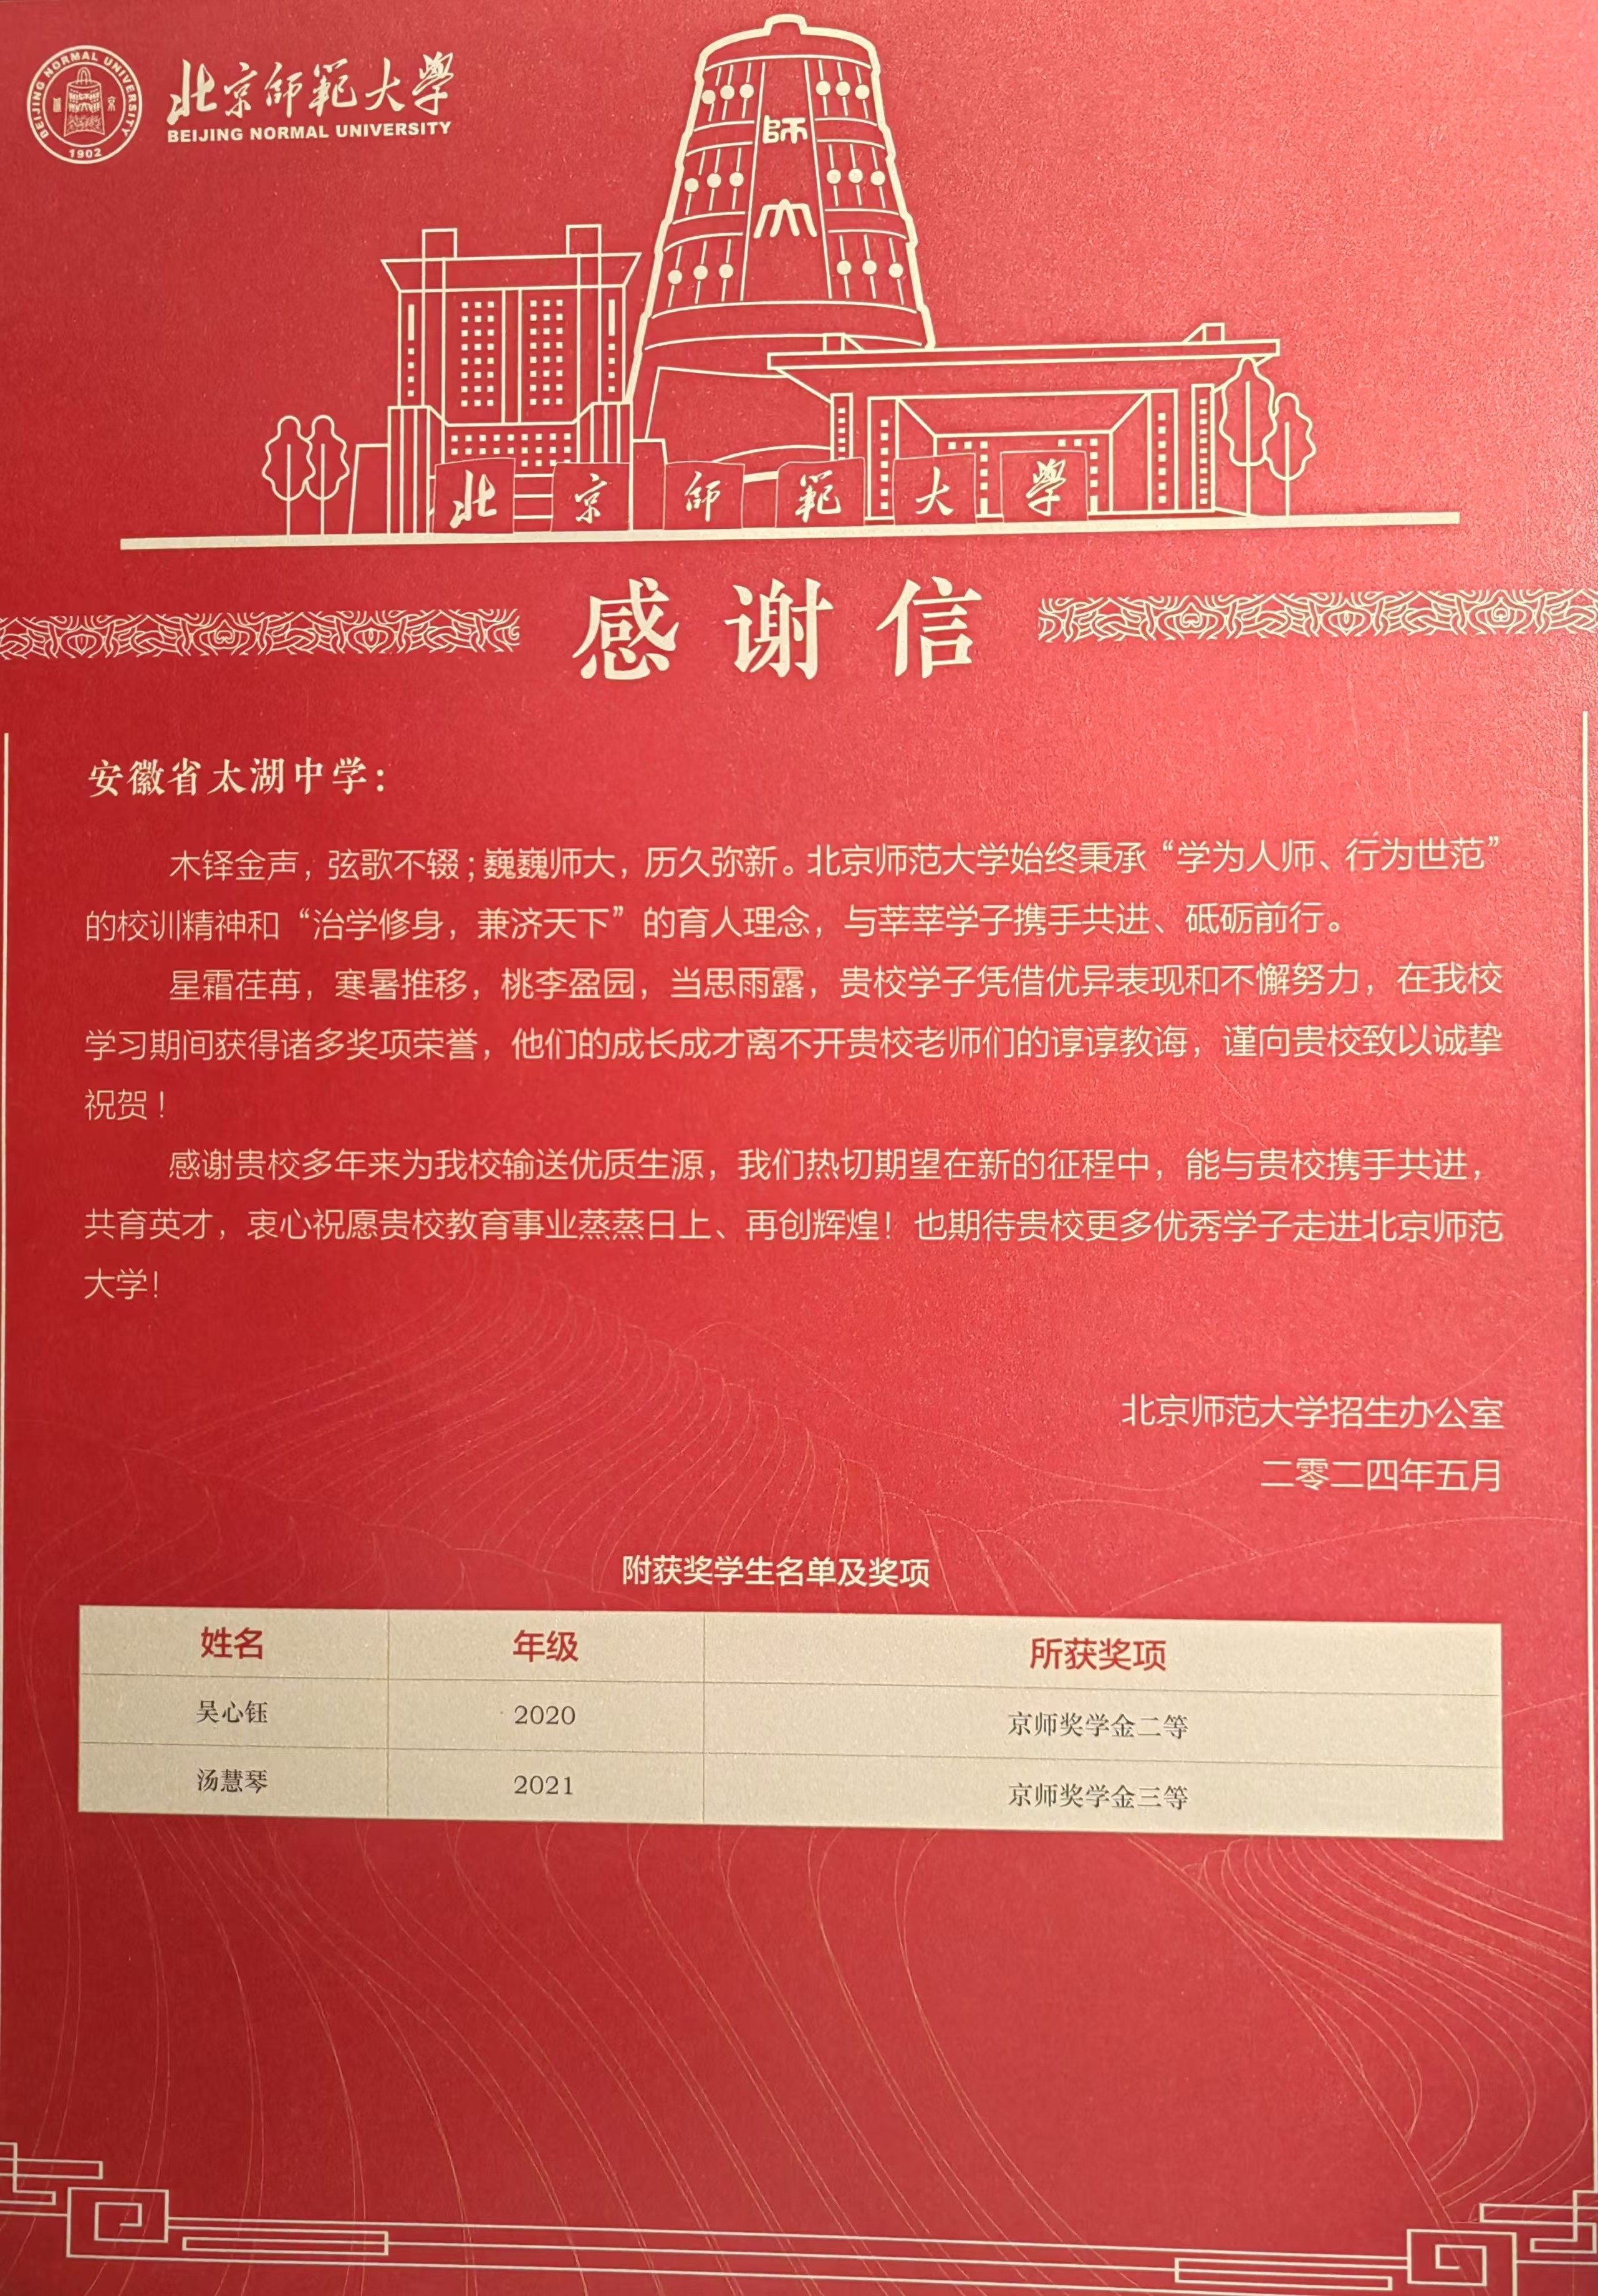 BEIJING NORMAL UNIVERSITY
1902
北京師範大學
BEIJING NORMAL UNIVERSITY
師
大
北京師範大學
感谢信
安徽省太湖中学：
木铎金声，弦歌不辍；巍巍师大，历久弥新。北京师范大学始终秉承“学为人师、行为世范”
的校训精神和“治学修身，兼济天下”的育人理念，与莘莘学子携手共进、砥砺前行。
星霜荏苒，寒暑推移，桃李盈园，当思雨露，贵校学子凭借优异表现和不懈努力，在我校
学习期间获得诸多奖项荣誉，他们的成长成才离不开贵校老师们的谆谆教诲，谨向贵校致以诚挚
祝贺！
感谢贵校多年来为我校输送优质生源，我们热切期望在新的征程中，能与贵校携手共进，
共育英才，衷心祝愿贵校教育事业蒸蒸日上、再创辉煌！也期待贵校更多优秀学子走进北京师范
大学！
北京师范大学招生办公室
二零二四年五月
附获奖学生名单及奖项
姓名 年级 所获奖项
吴心钰 2020 京师奖学金二等
汤慧琴 2021 京师奖学金三等